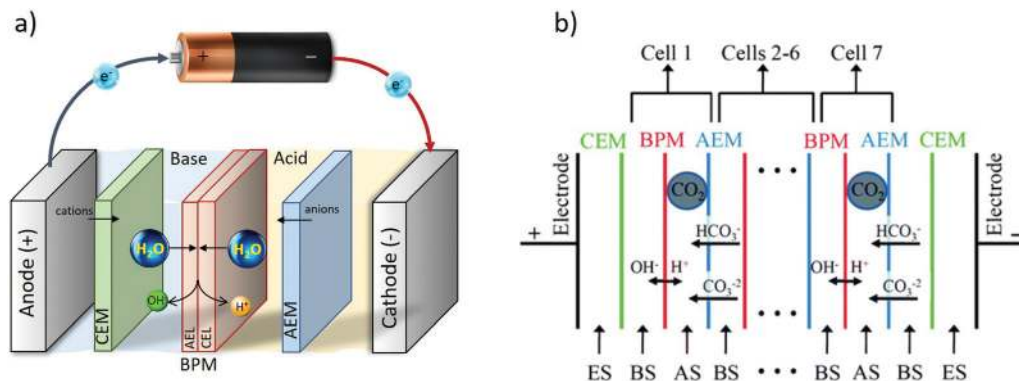 a)
+ −
e⁻ e⁻
Base Acid
cations anions
H₂O H₂O
OH⁻ H⁺
Anode (+)
CEM
AEL
CEL
BPM
AEM
Cathode (-)
b)
Cell 1 Cells 2-6 Cell 7
CEM BPM AEM BPM AEM CEM
Electrode Electrode
CO₂ CO₂
+ −
HCO₃⁻ HCO₃⁻
OH⁻ H⁺ OH⁻ H⁺
CO₃⁻² CO₃⁻²
ES BS AS BS BS AS BS ES